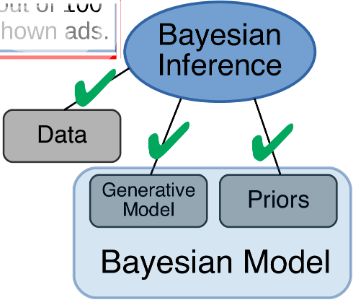 out of 100
shown ads.
Bayesian
Inference
Data
Generative
Model
Priors
Bayesian Model